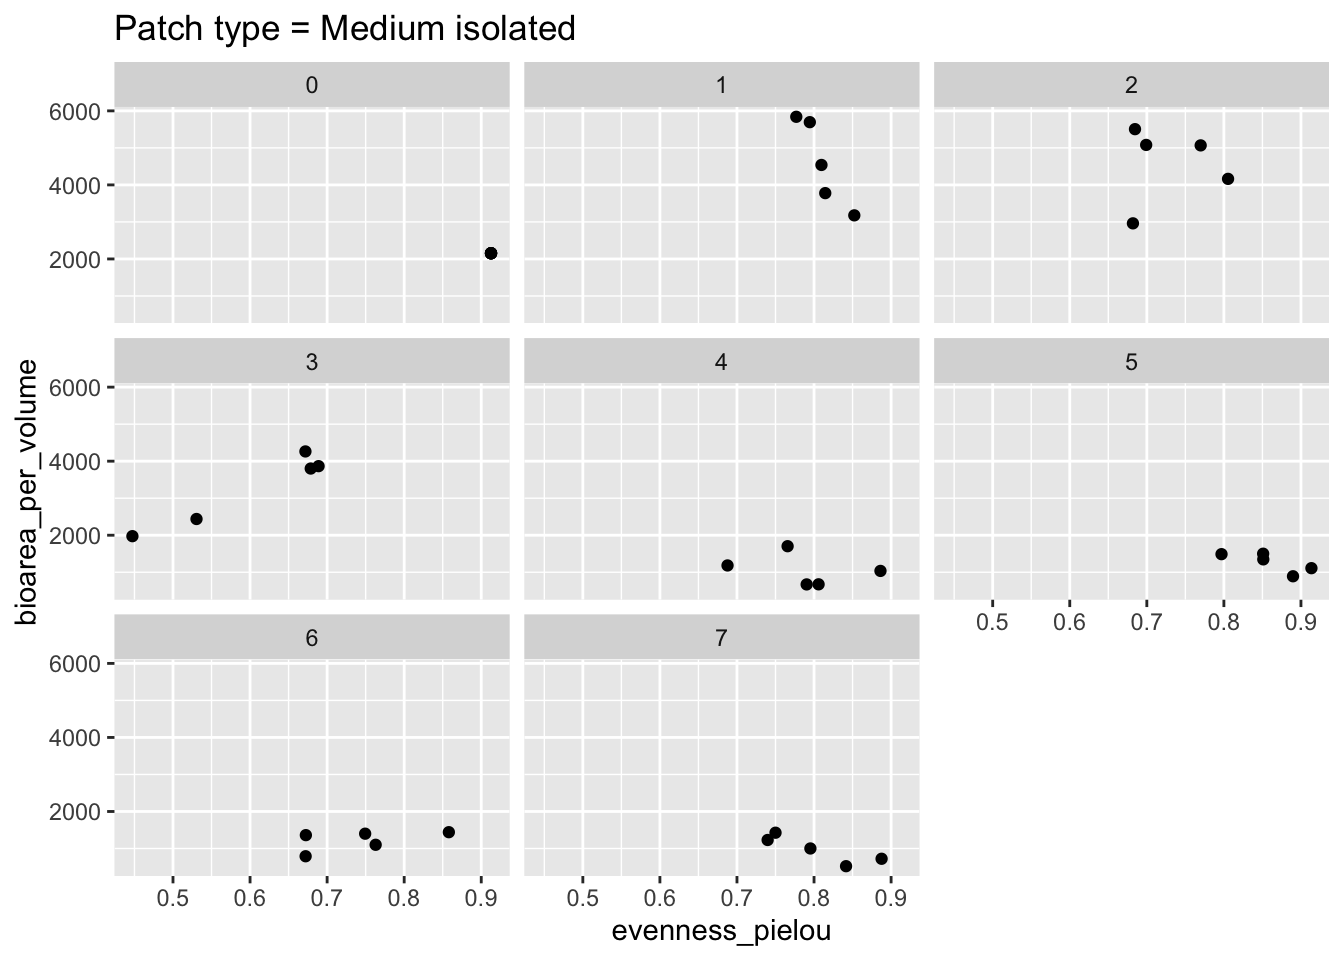 Patch type = Medium isolated
0 1 2
6000
4000
2000
3 4 5
6000
4000
2000
0.5 0.6 0.7 0.8 0.9
6 7
6000
4000
2000
0.5 0.6 0.7 0.8 0.9 0.5 0.6 0.7 0.8 0.9
evenness_pielou
bioarea_per_volume